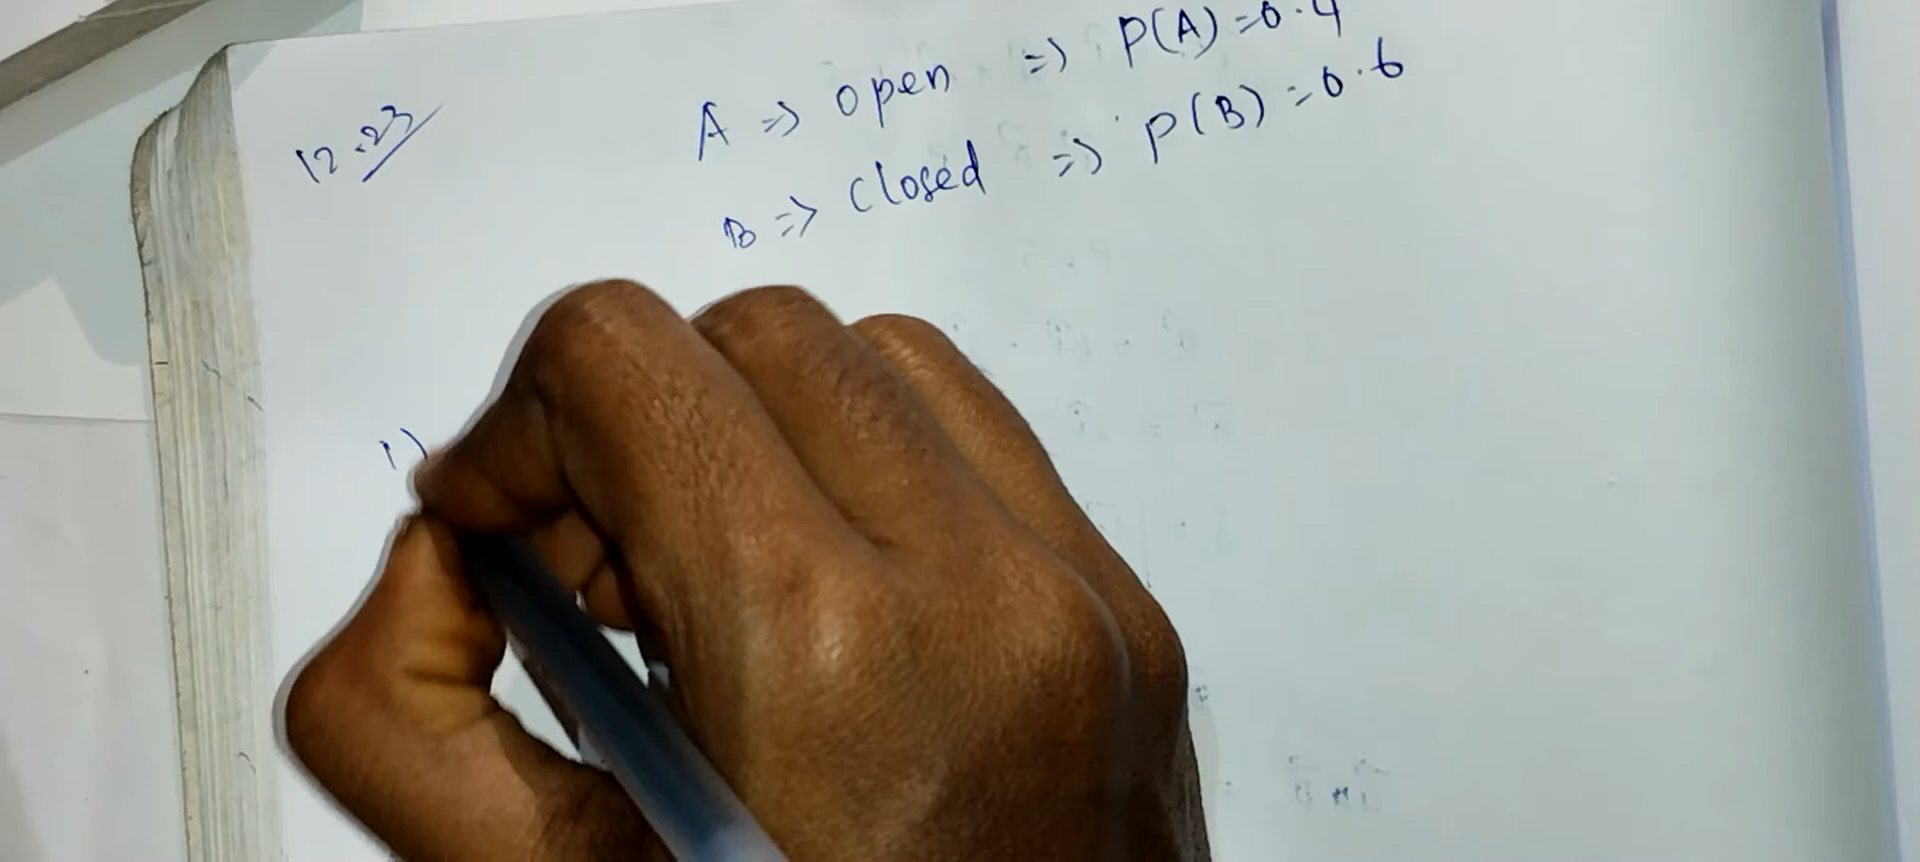 12.23
A => open => P(A) = 0.4
B => closed => P(B) = 0.6
1)